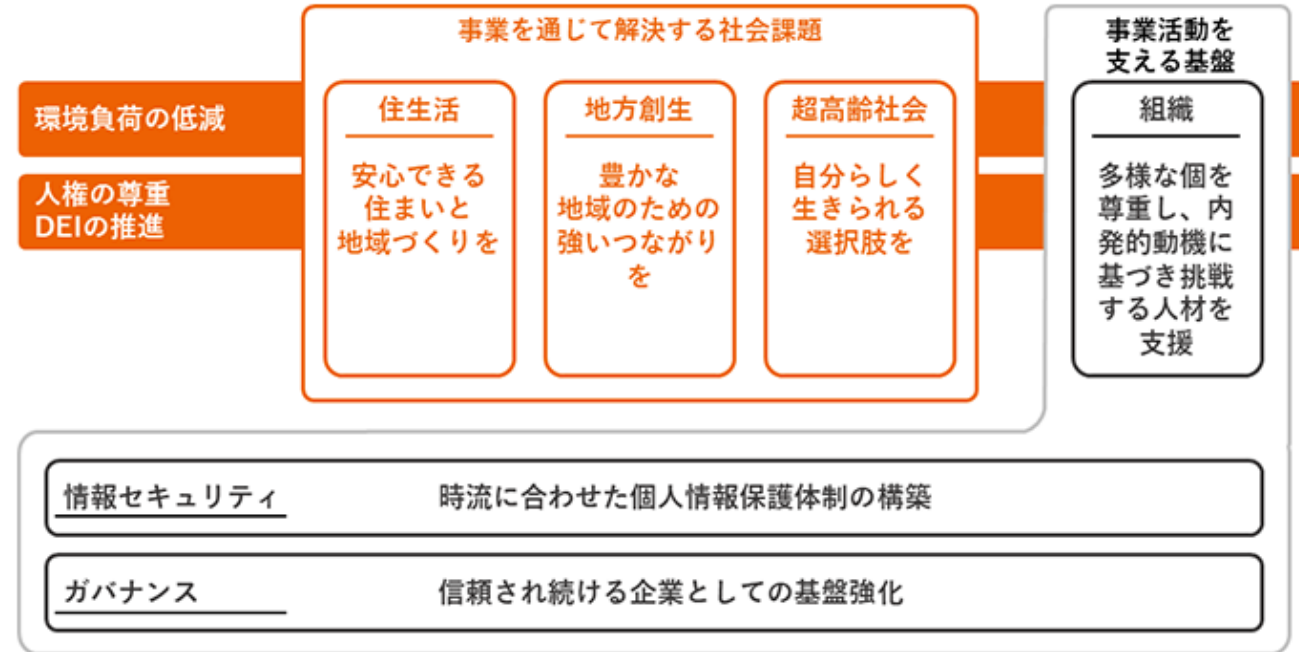 事業を通じて解決する社会課題
事業活動を
支える基盤
環境負荷の低減
人権の尊重
DEIの推進
住生活
安心できる
住まいと
地域づくりを
地方創生
豊かな
地域のための
強いつながり
を
超高齢社会
自分らしく
生きられる
選択肢を
組織
多様な個を
尊重し、内
発的動機に
基づき挑戦
する人材を
支援
情報セキュリティ
時流に合わせた個人情報保護体制の構築
ガバナンス
信頼され続ける企業としての基盤強化